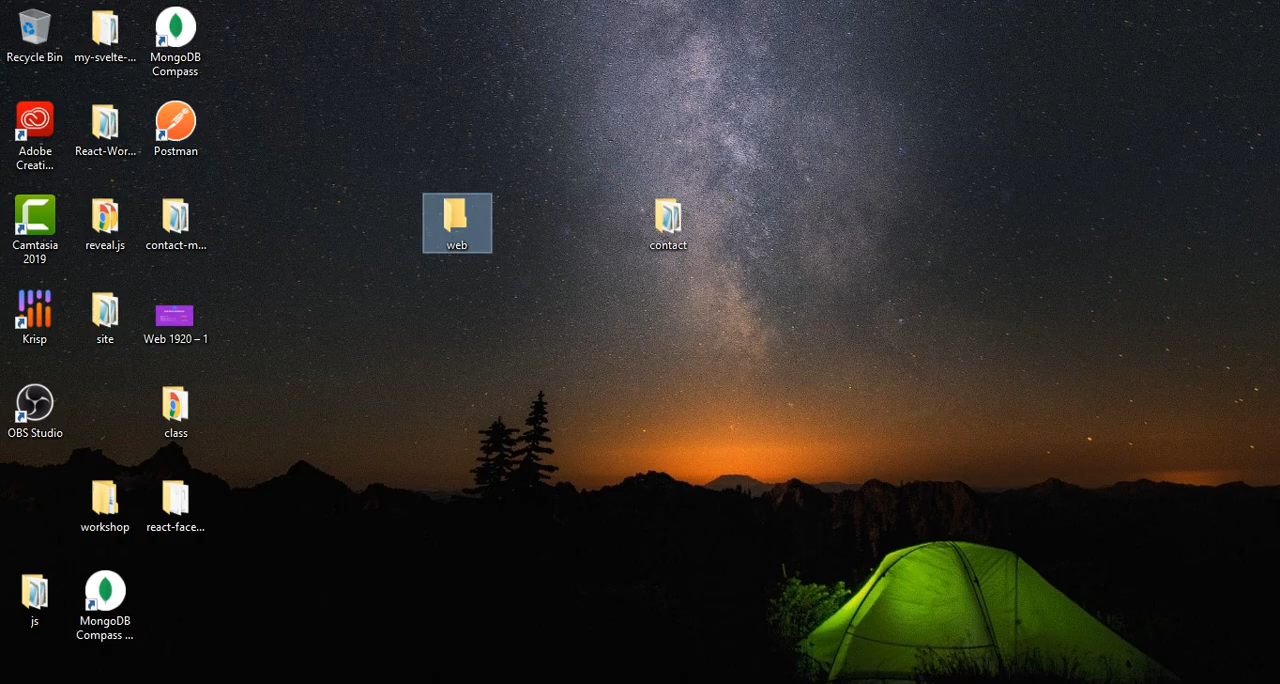 Recycle Bin
my-svelte-...
MongoDB
Compass
Adobe
Creati...
React-Wor...
Postman
Camtasia
2019
reveal.js
contact-m...
web
contact
Krisp
site
Web 1920 – 1
OBS Studio
class
workshop
react-face...
js
MongoDB
Compass ...